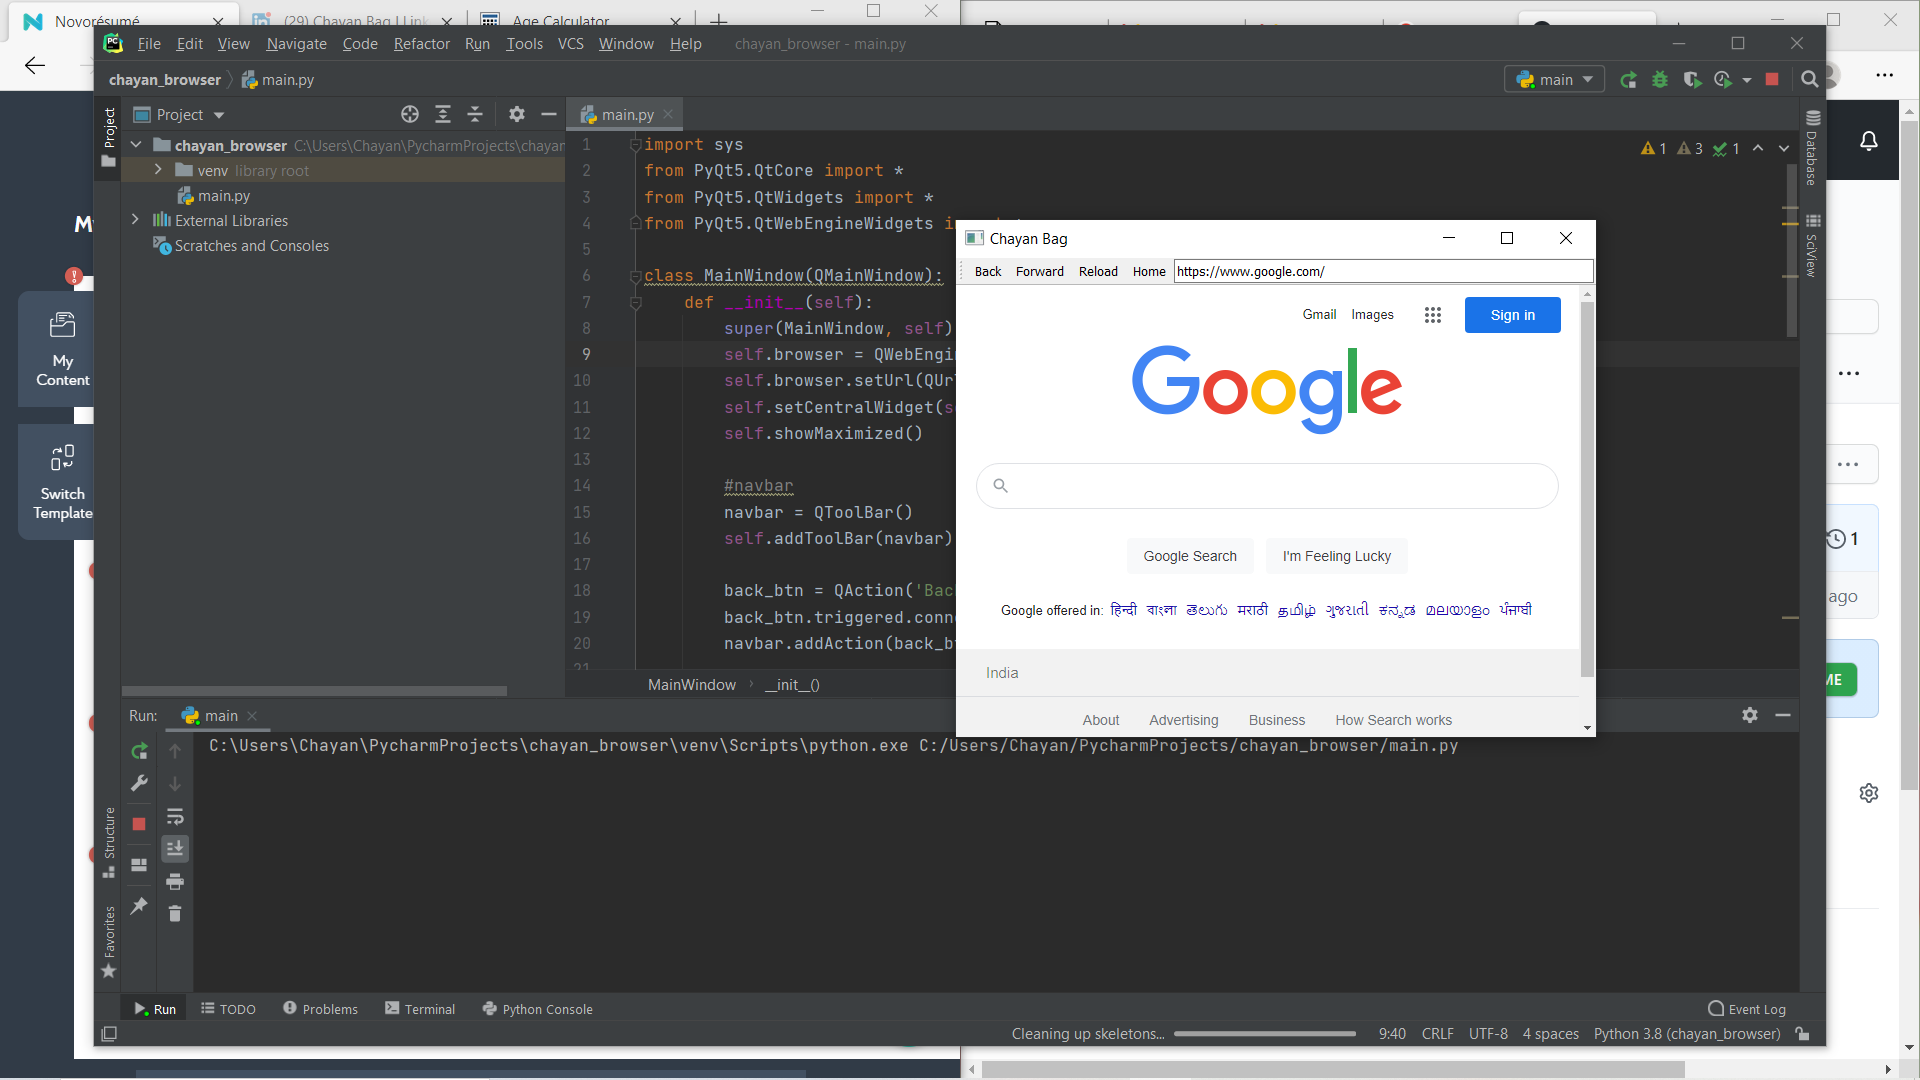 Novorésumé
(29) Chayan Bag | Link
Age Calculator
File Edit View Navigate Code Refactor Run Tools VCS Window Help chayan_browser - main.py
chayan_browser main.py
main
Project
Project
main.py
chayan_browser C:\Users\Chayan\PycharmProjects\chayan
venv library root
main.py
External Libraries
Scratches and Consoles
1 import sys
2 from PyQt5.QtCore import *
3 from PyQt5.QtWidgets import *
4 from PyQt5.QtWebEngineWidgets
5
6 class MainWindow(QMainWindow):
7 def __init__(self):
8 super(MainWindow, self)
9 self.browser = QWebEngi
10 self.browser.setUrl(QUr
11 self.setCentralWidget(s
12 self.showMaximized()
13
14 #navbar
15 navbar = QToolBar()
16 self.addToolBar(navbar)
17
18 back_btn = QAction('Bac
19 back_btn.triggered.conn
20 navbar.addAction(back_b
21
1 3 1
Database
SciView
MainWindow __init__()
Chayan Bag
Back Forward Reload Home https://www.google.com/
Gmail Images Sign in
Google
Google Search I'm Feeling Lucky
Google offered in: हिन्दी বাংলা తెలుగు मराठी தமிழ் ગુજરાતી ಕನ್ನಡ മലയാളം ਪੰਜਾਬੀ
India
About Advertising Business How Search works
My
Content
Switch
Template
1
ago
ME
Run: main
C:\Users\Chayan\PycharmProjects\chayan_browser\venv\Scripts\python.exe C:/Users/Chayan/PycharmProjects/chayan_browser/main.py
Structure
Favorites
Run TODO Problems Terminal Python Console Event Log
Cleaning up skeletons... 9:40 CRLF UTF-8 4 spaces Python 3.8 (chayan_browser)